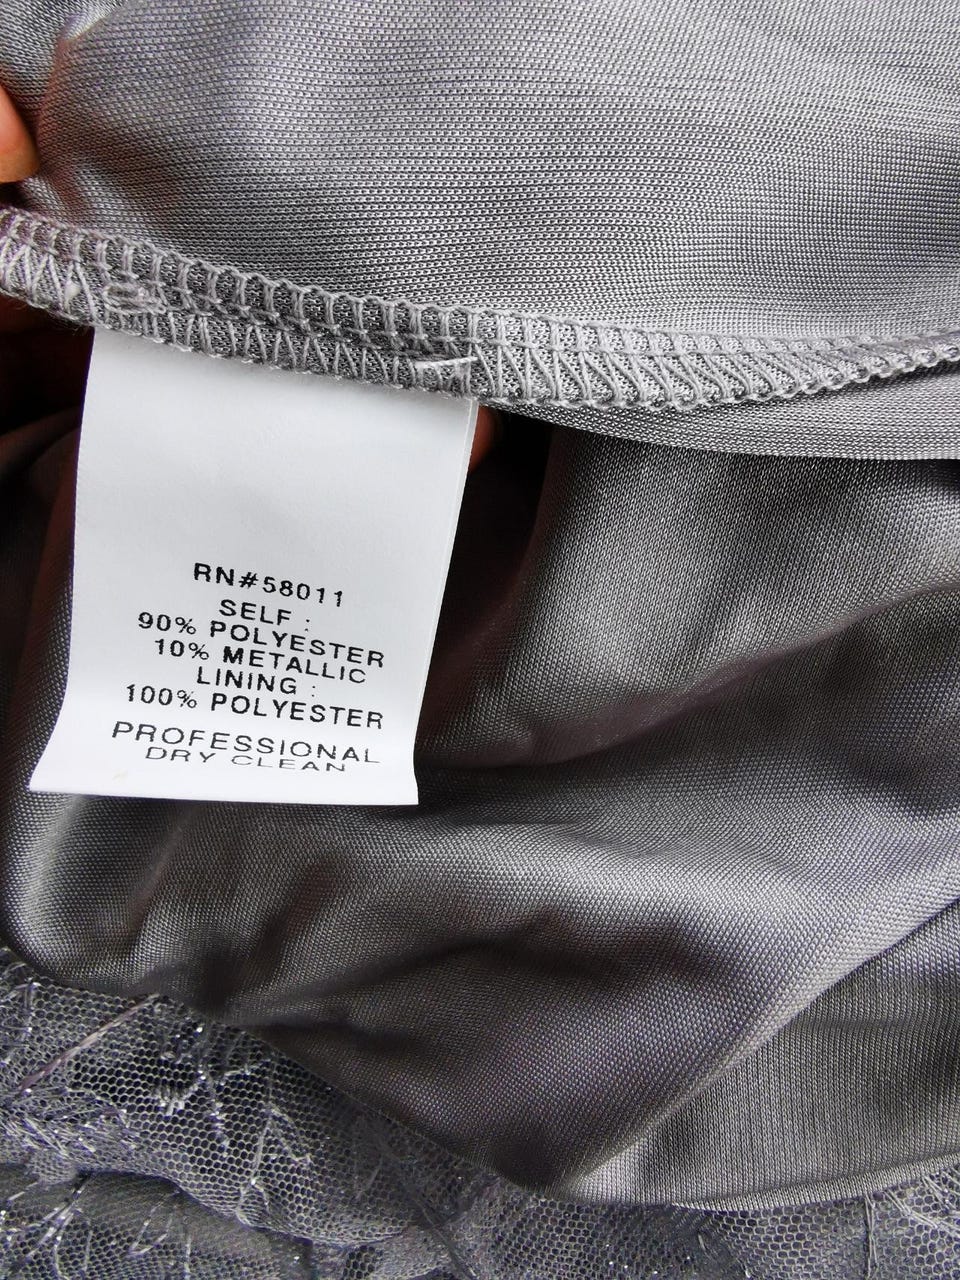 RN#58011
SELF :
90% POLYESTER
10% METALLIC
LINING :
100% POLYESTER
PROFESSIONAL
DRY CLEAN